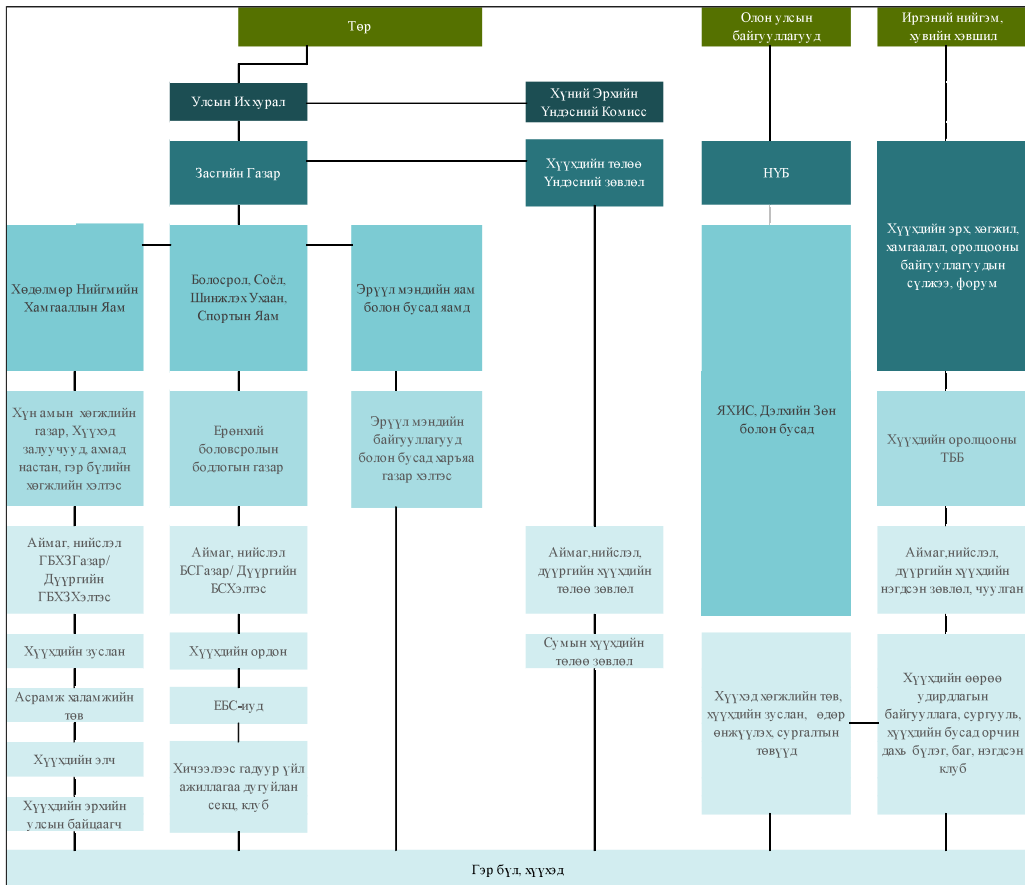 Төр
Олон улсын
байгууллагууд
Иргэний нийгэм,
хувийн хэвшил
Улсын Их хурал
Хүний Эрхийн
Үндэсний Комисс
Засгийн Газар
Хүүхдийн төлөө
Үндэсний зөвлөл
НҮБ
Хүүхдийн эрх, хөгжил,
хамгаалал, оролцооны
байгууллагуудын
сүлжээ, форум
Хөдөлмөр Нийгмийн
Хамгааллын Яам
Болосрол, Соёл,
Шинжлэх Ухаан,
Спортын Яам
Эрүүл мэндийн яам
болон бусад яамд
ЯХИС, Дэлхийн Зөн
болон бусад
Хүн амын хөгжлийн
газар, Хүүхэд
залуучууд, ахмад
настан, гэр бүлийн
хөгжлийн хэлтэс
Ерөнхий
боловсролын
бодлогын газар
Эрүүл мэндийн
байгууллагууд
болон бусад харъяа
газар хэлтэс
Хүүхдийн оролцооны
ТББ
Аймаг, нийслэл
ГБХЗГазар/
Дүүргийн
ГБХЗХэлтэс
Аймаг, нийслэл
БСГазар/ Дүүргийн
БСХэлтэс
Аймаг,нийслэл,
дүүргийн хүүхдийн
төлөө зөвлөл
Аймаг,нийслэл,
дүүргийн хүүхдийн
нэгдсэн зөвлөл, чуулган
Хүүхдийн зуслан
Хүүхдийн ордон
Сумын хүүхдийн
төлөө зөвлөл
Хүүхэд хөгжлийн төв,
хүүхдийн зуслан, өдөр
өнжүүлэх, сургалтын
төвүүд
Хүүхдийн өөрөө
удирдлагын
байгууллага, сургууль,
хүүхдийн бусад орчин
дахь бүлэг, баг, нэгдсэн
клуб
Асрамж халамжийн
төв
ЕБС-иуд
Хүүхдийн элч
Хичээлээс гадуур үйл
ажиллагаа дугуйлан
секц, клуб
Хүүхдийн эрхийн
улсын байцаагч
Гэр бүл, хүүхэд